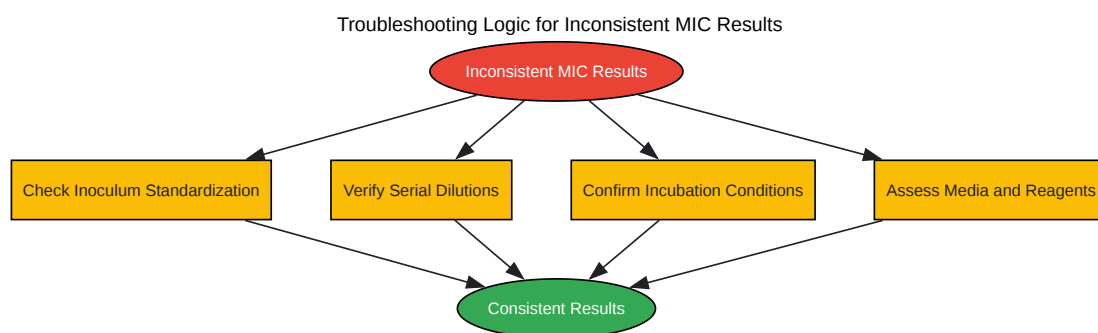 Troubleshooting Logic for Inconsistent MIC Results
Inconsistent MIC Results
Check Inoculum Standardization
Verify Serial Dilutions
Confirm Incubation Conditions
Assess Media and Reagents
Consistent Results